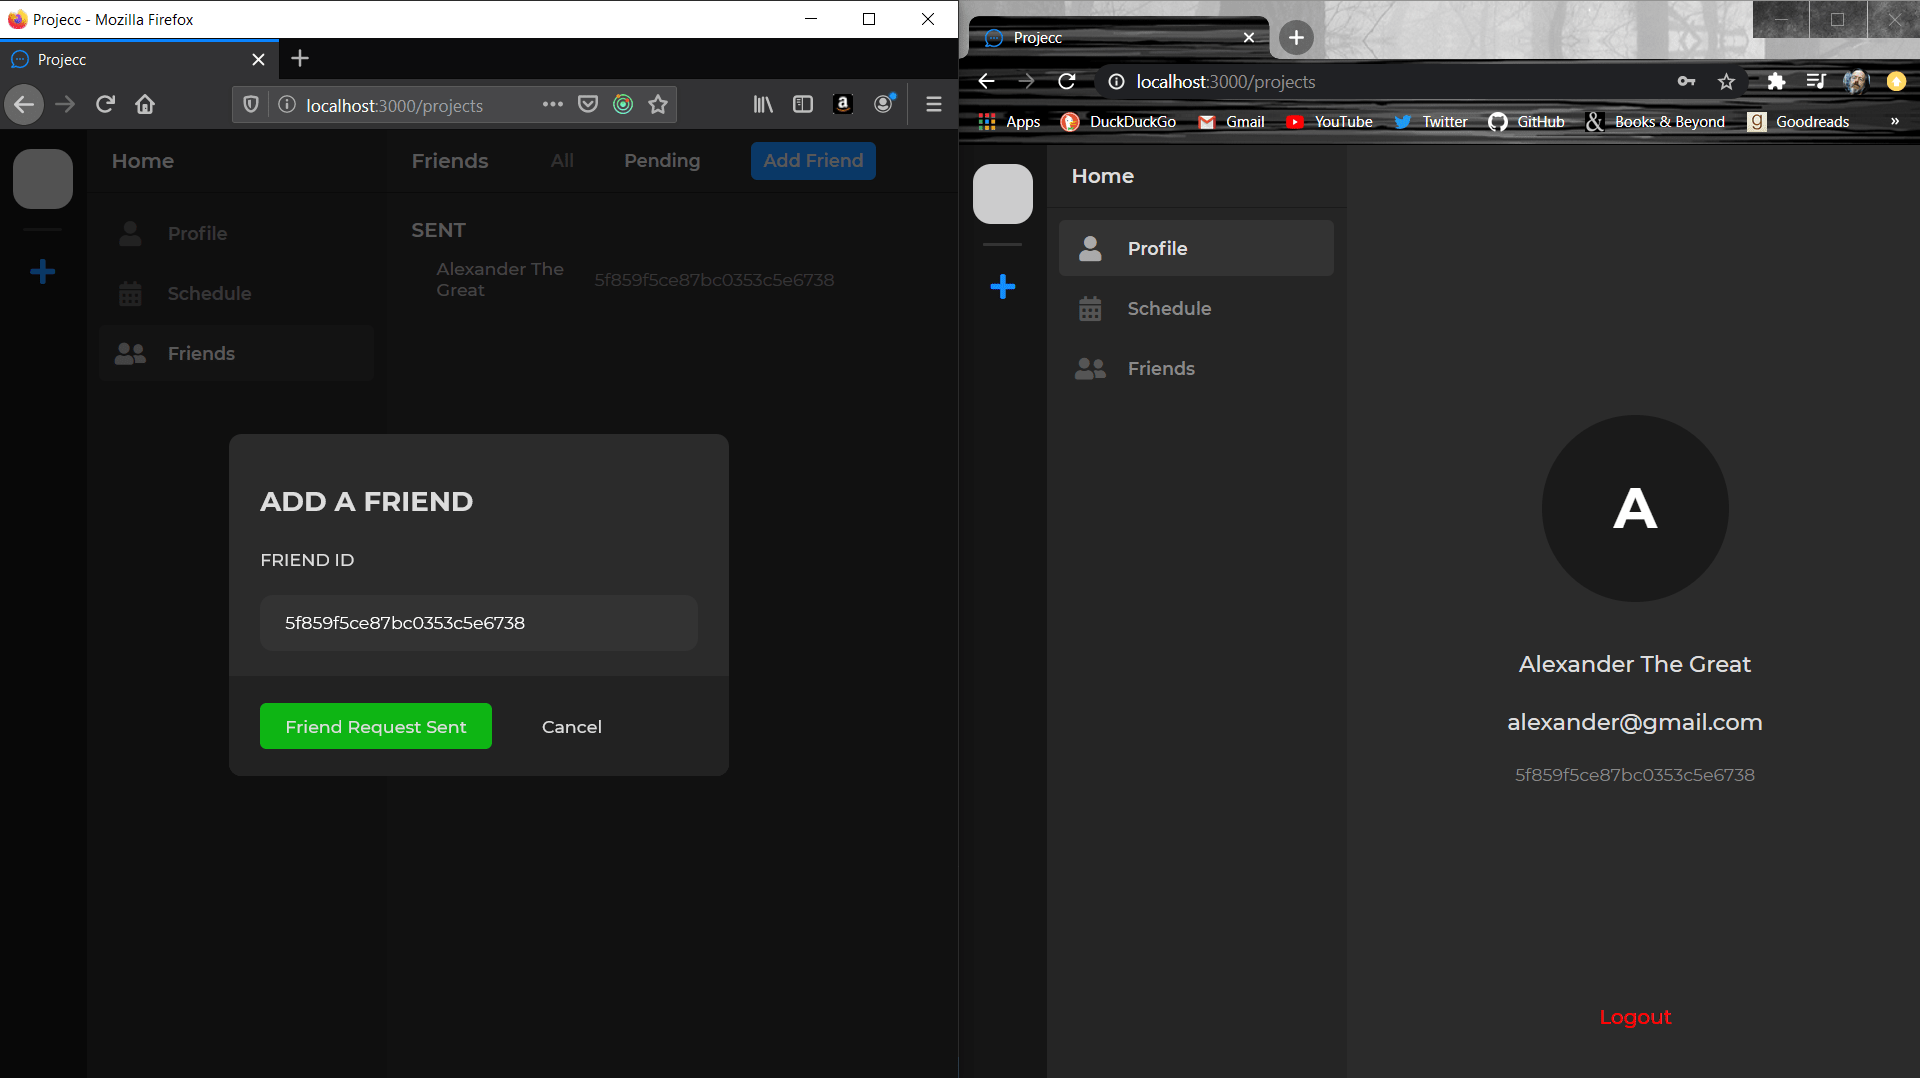 Projecc - Mozilla Firefox
Projecc
localhost:3000/projects
Home
Profile
Schedule
Friends
Friends
All
Pending
Add Friend
SENT
Alexander The
Great
5f859f5ce87bc0353c5e6738
ADD A FRIEND
FRIEND ID
5f859f5ce87bc0353c5e6738
Friend Request Sent
Cancel
Projecc
localhost:3000/projects
Apps
DuckDuckGo
Gmail
YouTube
Twitter
GitHub
& Books & Beyond
g Goodreads
»
Home
Profile
Schedule
Friends
A
Alexander The Great
alexander@gmail.com
5f859f5ce87bc0353c5e6738
Logout